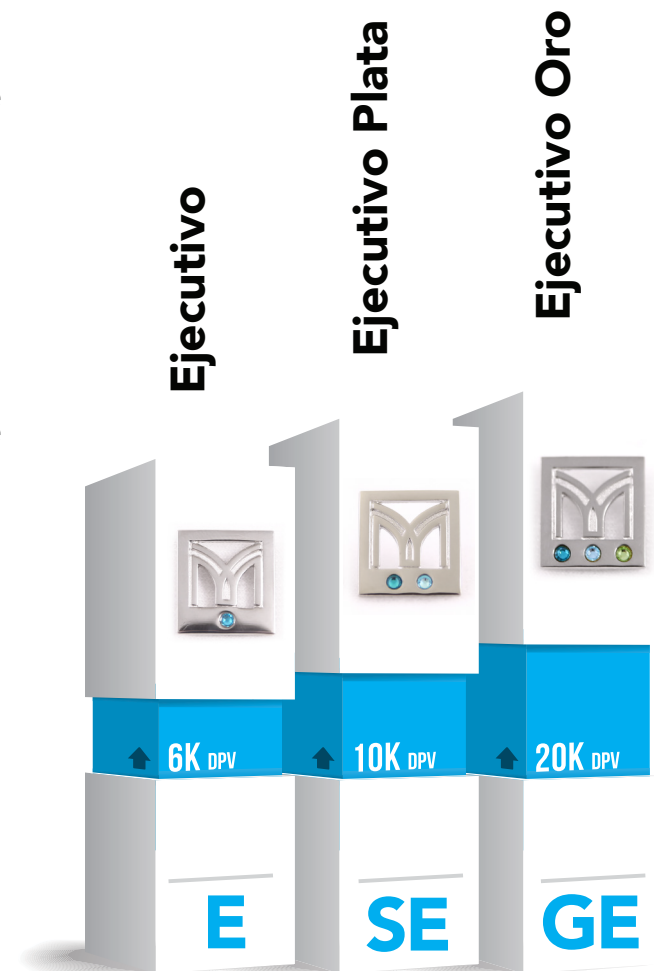 Ejecutivo
Ejecutivo Plata
Ejecutivo Oro
6K DPV
10K DPV
20K DPV
E
SE
GE